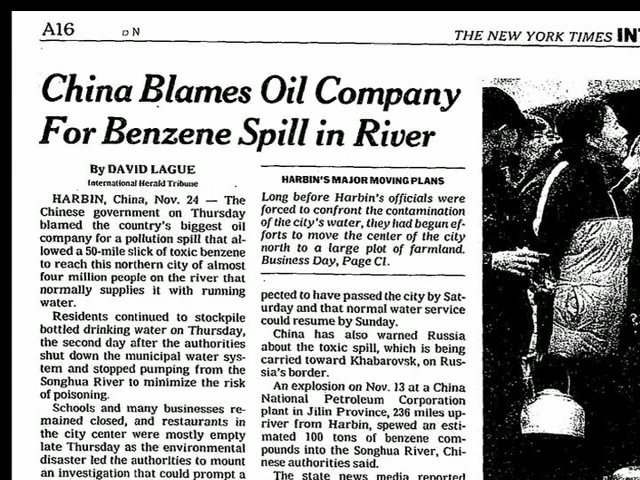 A16
N
THE NEW YORK TIMES
China Blames Oil Company
For Benzene Spill in River
By DAVID LAGUE
International Herald Tribune
HARBIN, China, Nov. 24 — The
Chinese government on Thursday
blamed the country's biggest oil
company for a pollution spill that al-
lowed a 50-mile slick of toxic benzene
to reach this northern city of almost
four million people on the river that
normally supplies it with running
water.
Residents continued to stockpile
bottled drinking water on Thursday,
the second day after the authorities
shut down the municipal water sys-
tem and stopped pumping from the
Songhua River to minimize the risk
of poisoning.
Schools and many businesses re-
mained closed, and restaurants in
the city center were mostly empty
late Thursday as the environmental
disaster led the authorities to mount
an investigation that could prompt a
HARBIN'S MAJOR MOVING PLANS
Long before Harbin's officials were
forced to confront the contamination
of the city's water, they had begun ef-
forts to move the center of the city
north to a large plot of farmland.
Business Day, Page C1.
pected to have passed the city by Sat-
urday and that normal water service
could resume by Sunday.
China has also warned Russia
about the toxic spill, which is being
carried toward Khabarovsk, on Rus-
sia's border.
An explosion on Nov. 13 at a China
National Petroleum Corporation
plant in Jilin Province, 236 miles up-
river from Harbin, spewed an esti-
mated 100 tons of benzene com-
pounds into the Songhua River, Chi-
nese authorities said.
The state news media reported